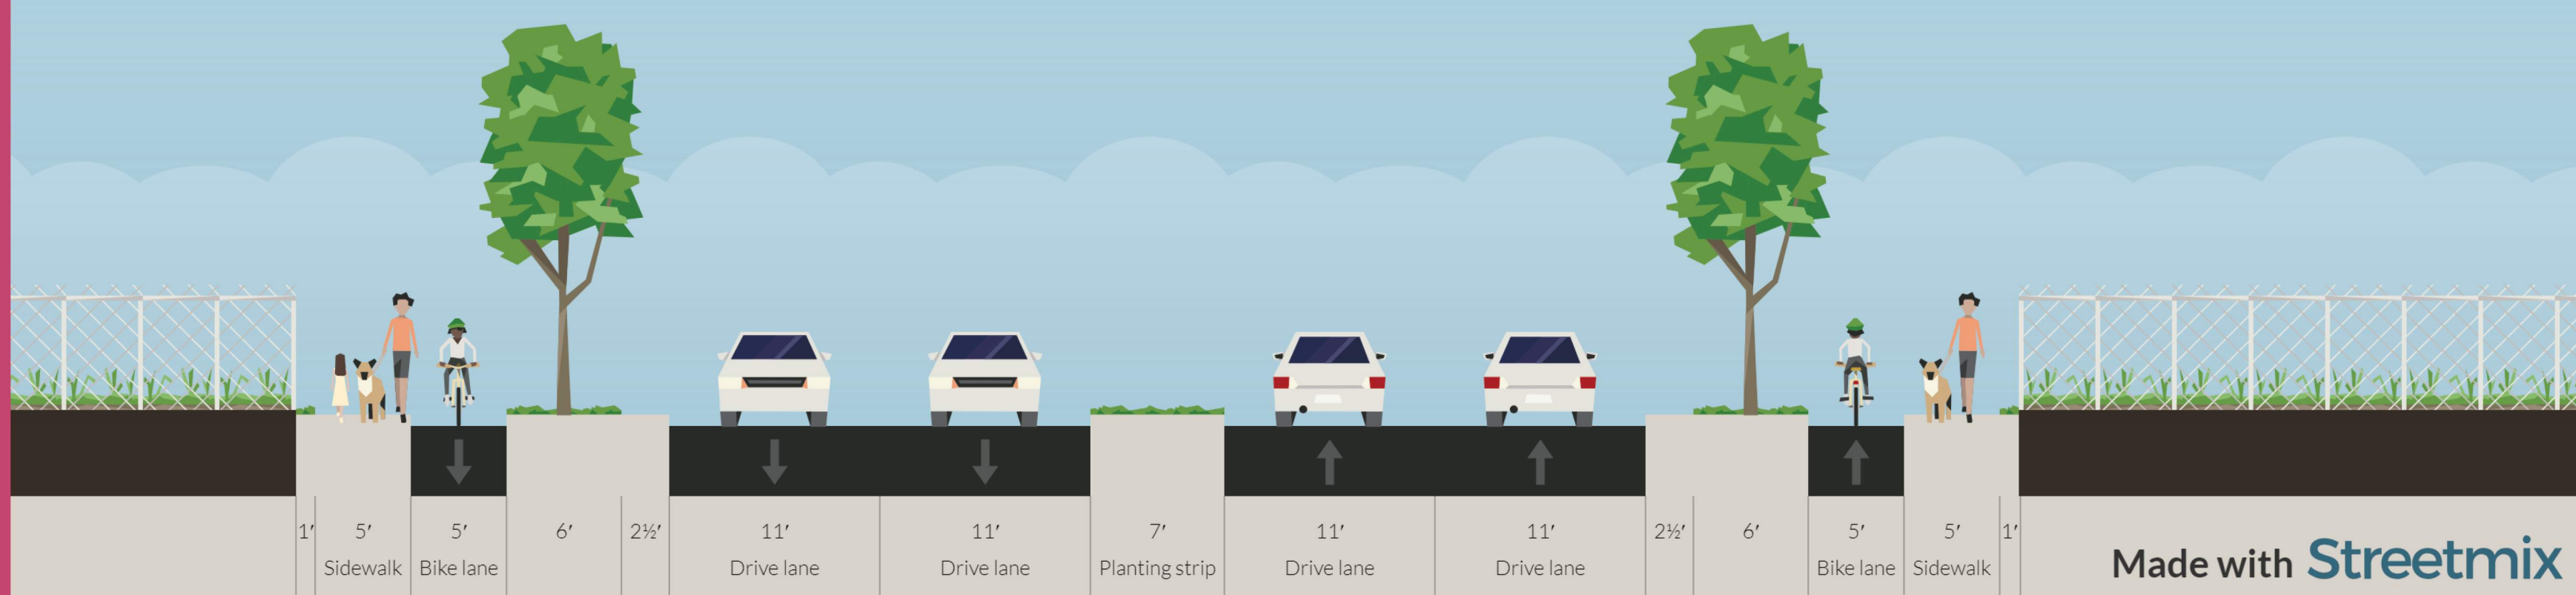 1′ 5′ 5′ 6′ 2½′ 11′ 11′ 7′ 11′ 11′ 2½′ 6′ 5′ 5′ 1′
Sidewalk Bike lane Drive lane Drive lane Planting strip Drive lane Drive lane Bike lane Sidewalk
Made with Streetmix